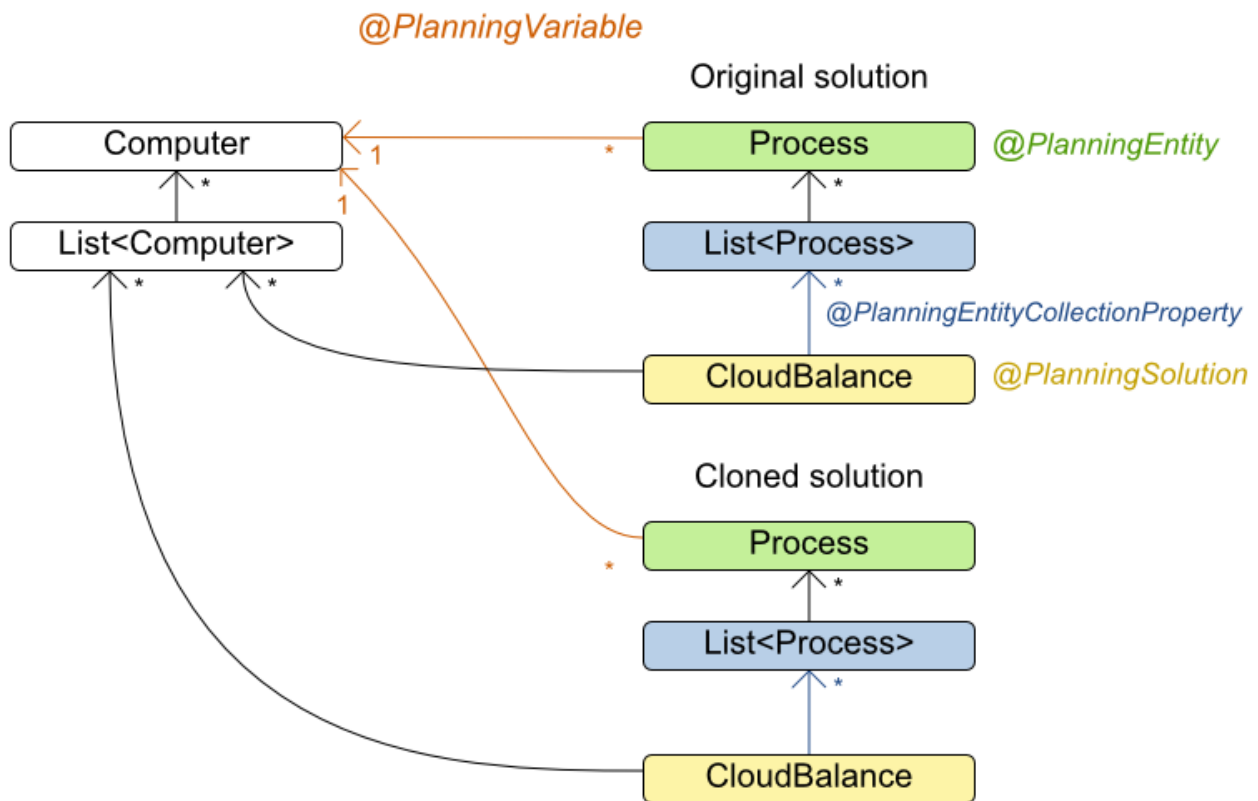 @PlanningVariable
Original solution
Computer
1
*
Process
@PlanningEntity
*
1
*
List<Computer>
List<Process>
*
*
*
@PlanningEntityCollectionProperty
CloudBalance
@PlanningSolution
Cloned solution
Process
*
*
List<Process>
*
CloudBalance